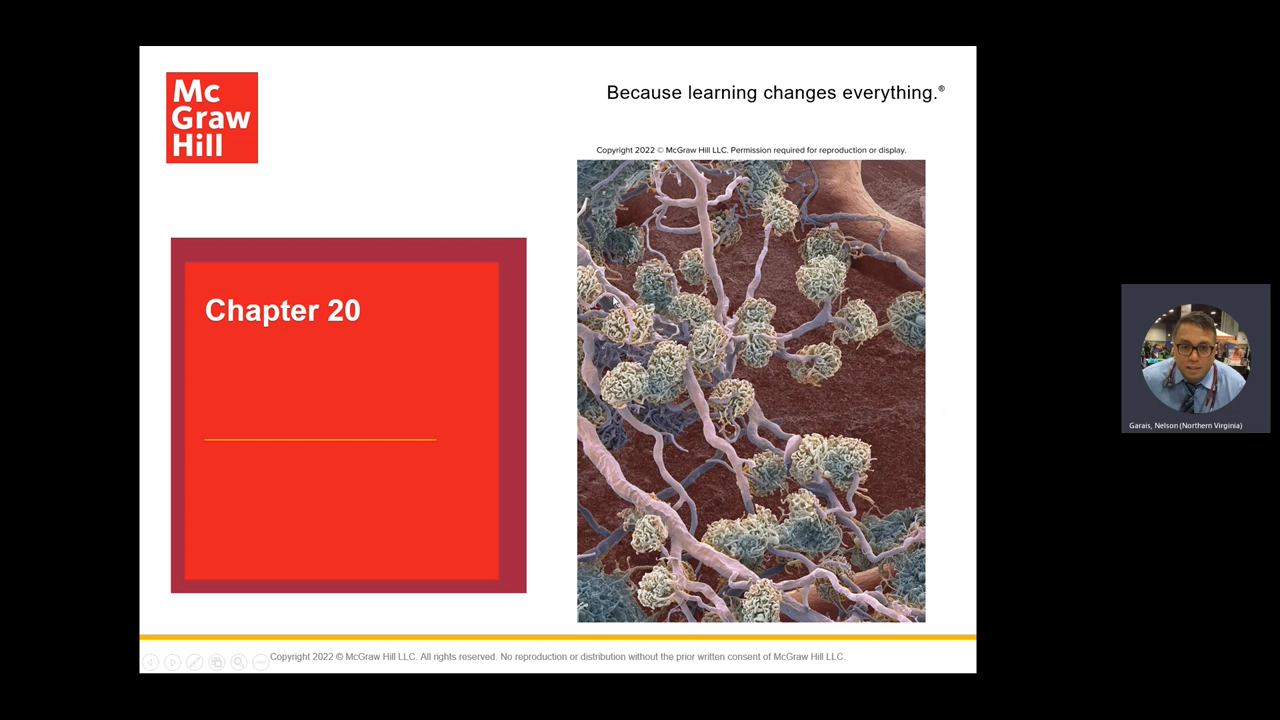 Mc
Graw
Hill
Because learning changes everything.®
Copyright 2022 © McGraw Hill LLC. Permission required for reproduction or display.
Chapter 20
Garais, Nelson (Northern Virginia)
Copyright 2022 © McGraw Hill LLC. All rights reserved. No reproduction or distribution without the prior written consent of McGraw Hill LLC.